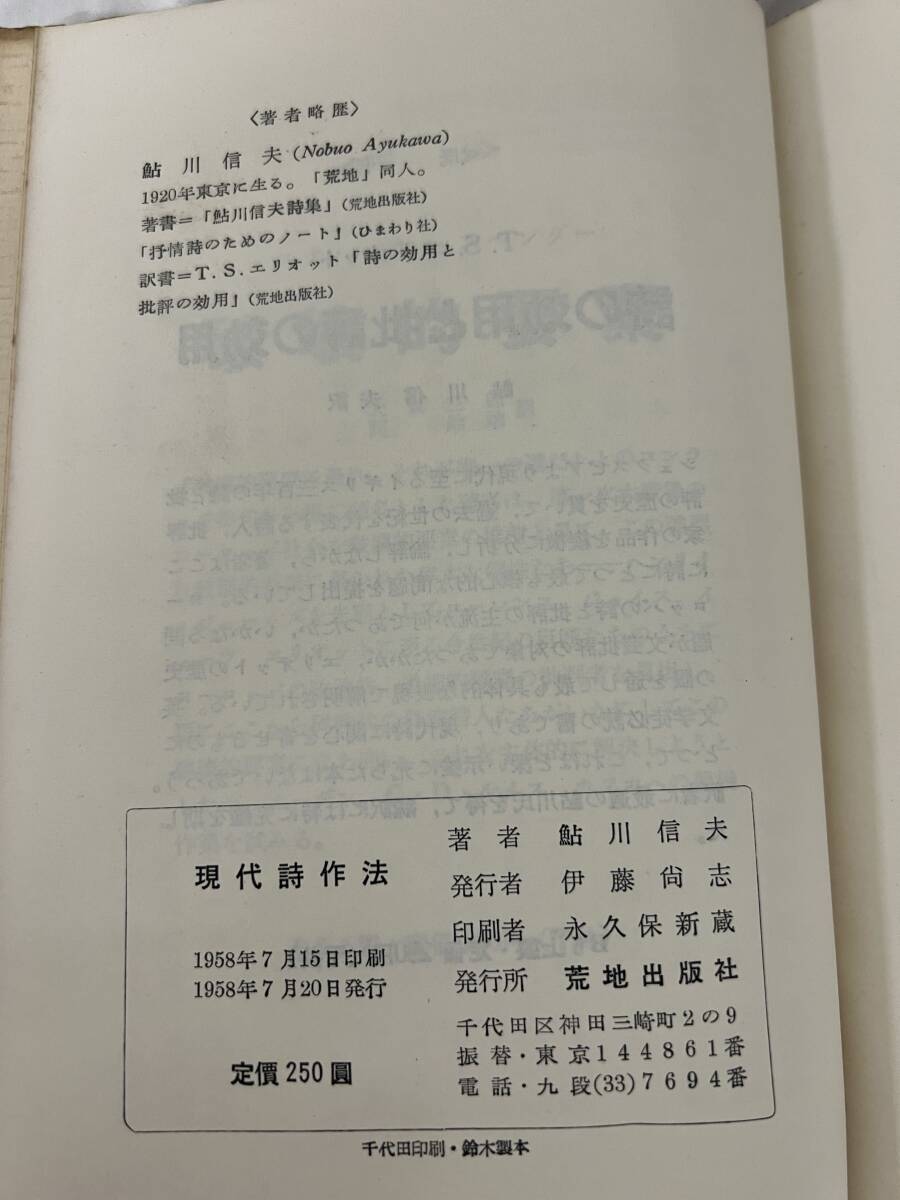 〈著者略歴〉
鮎川信夫(Nobuo Ayukawa)
1920年東京に生る。「荒地」同人。
著書=「鮎川信夫詩集」(荒地出版社)
「抒情詩のためのノート」(ひまわり社)
訳書=T.S.エリオット「詩の効用と
批評の効用」(荒地出版社)
現代詩作法
1958年7月15日印刷
1958年7月20日発行
定價250圓
著者 鮎川信夫
発行者 伊藤尙志
印刷者 永久保新蔵
発行所 荒地出版社
千代田区神田三崎町2の9
振替・東京144861番
電話・九段(33)7694番
千代田印刷・鈴木製本